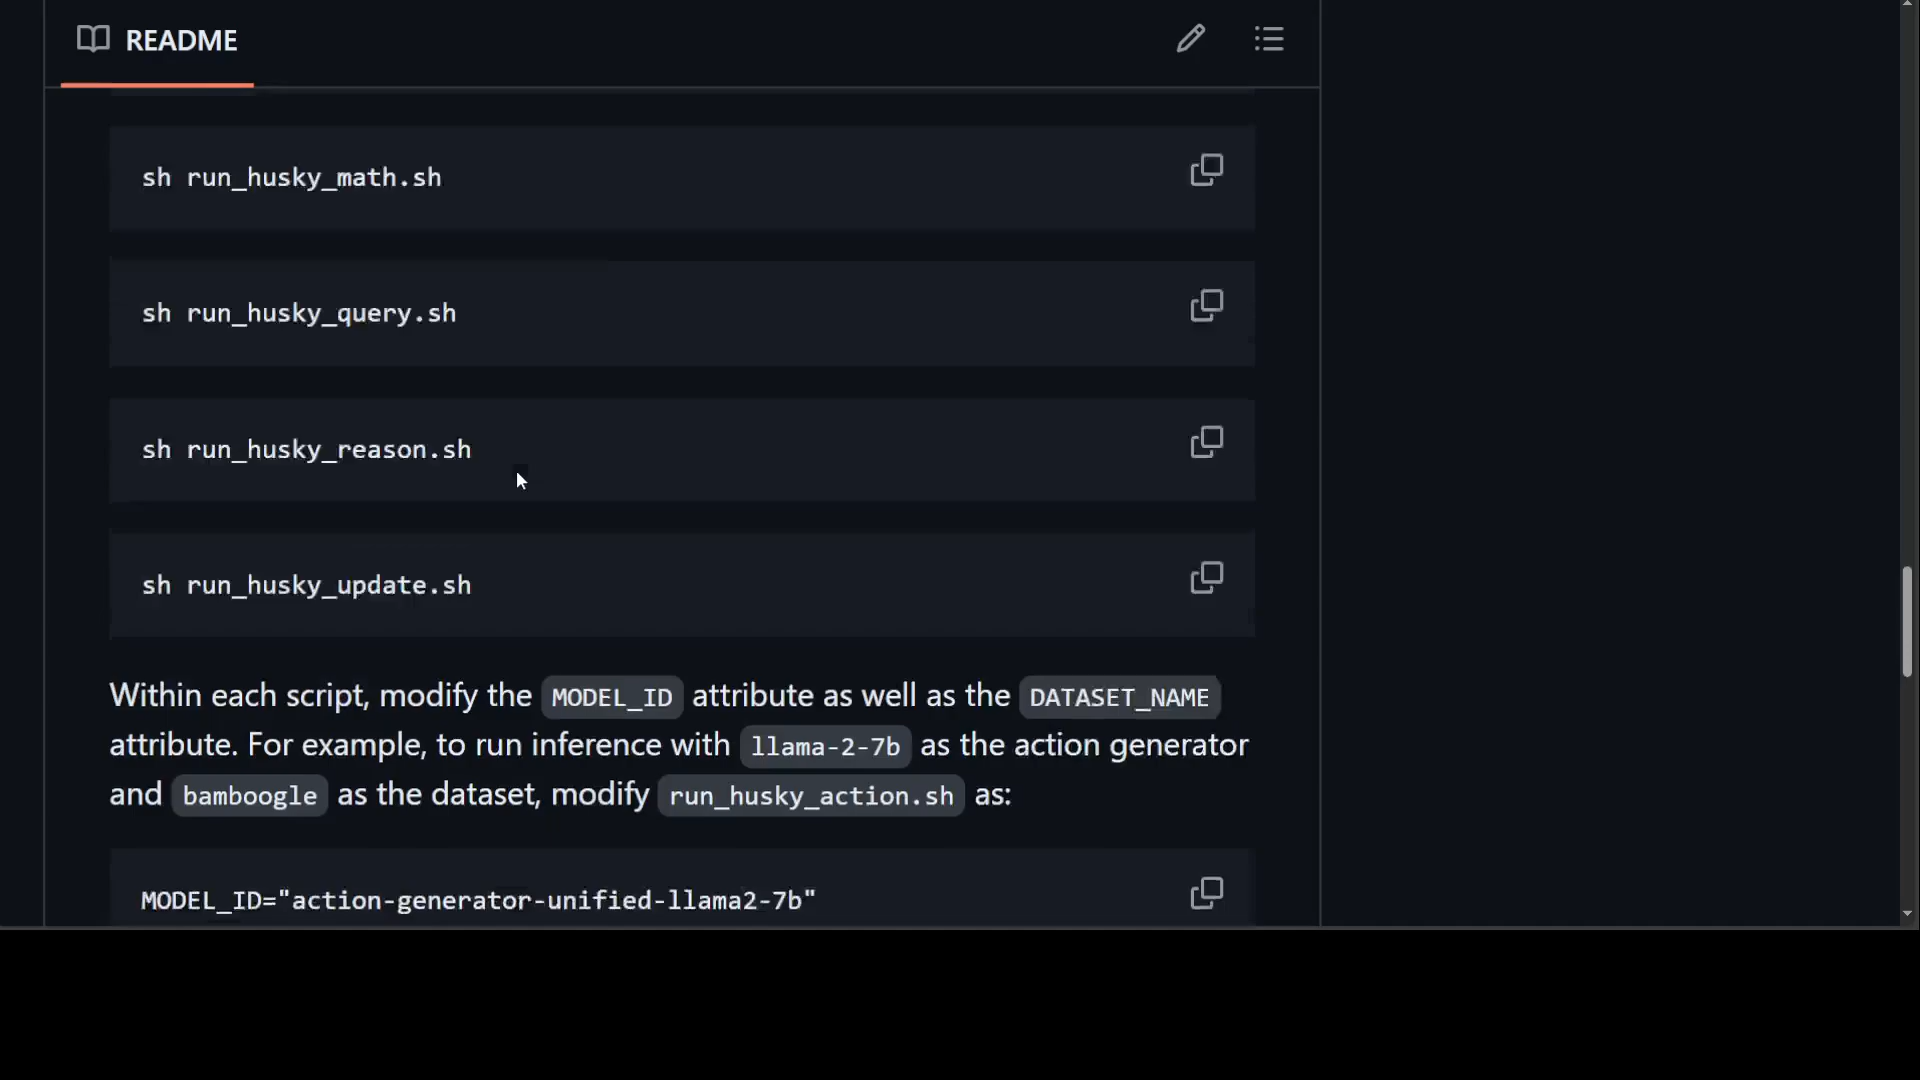 README
sh run_husky_math.sh
sh run_husky_query.sh
sh run_husky_reason.sh
sh run_husky_update.sh
Within each script, modify the MODEL_ID attribute as well as the DATASET_NAME
attribute. For example, to run inference with llama-2-7b as the action generator
and bamboogle as the dataset, modify run_husky_action.sh as:
MODEL_ID="action-generator-unified-llama2-7b"